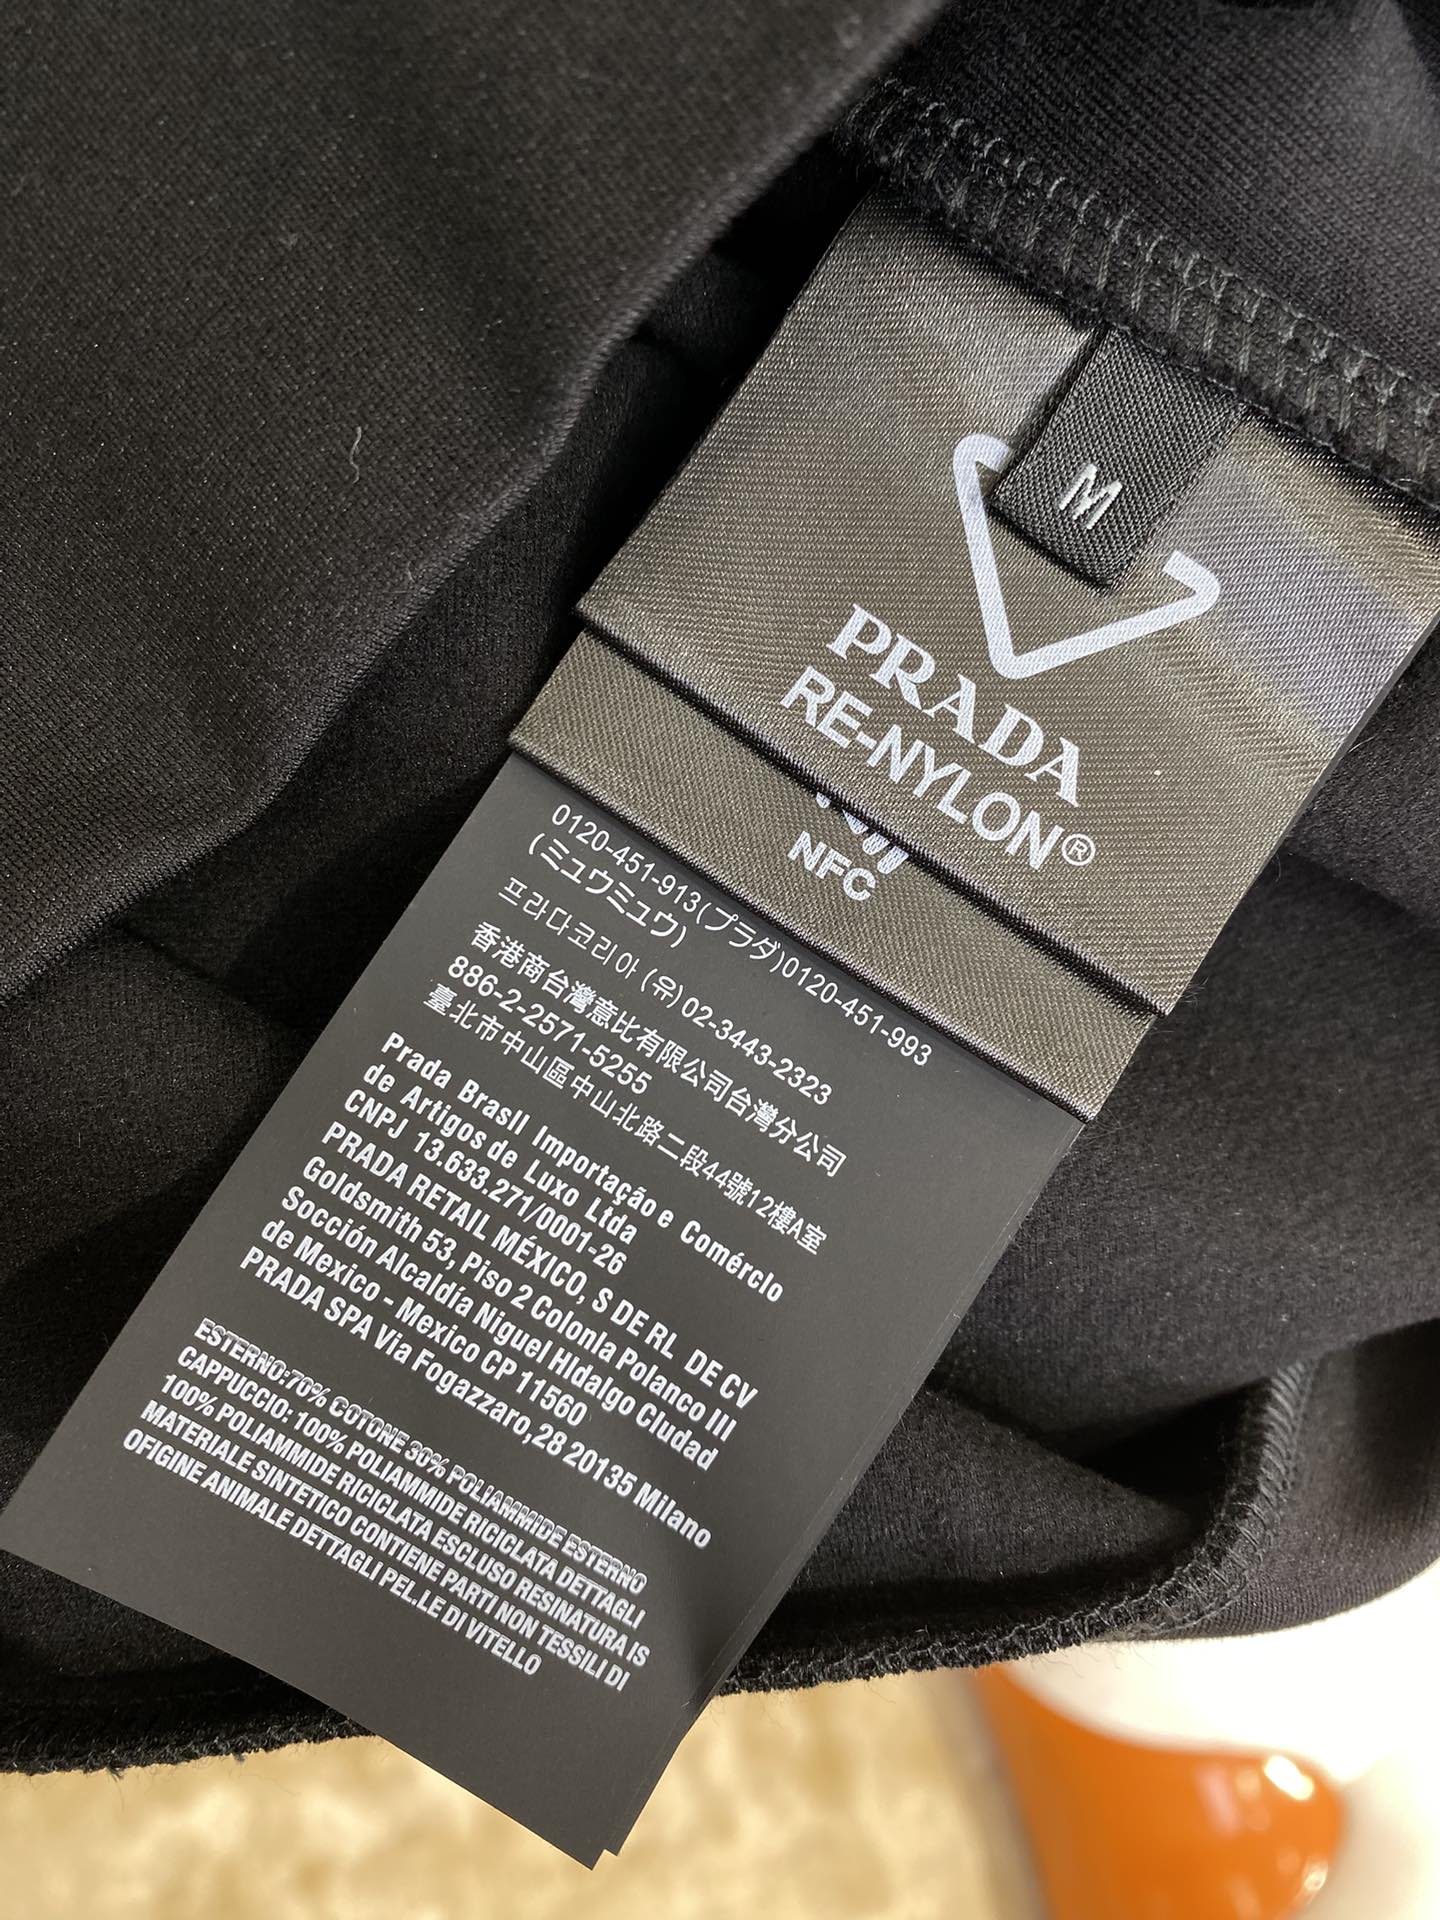 M
PRADA
RE-NYLON®
NFC
0120-451-913(プラダ)0120-451-993
(ミュウミュウ)
프라다코리아 (유)02-3443-2323
香港商台灣意比有限公司台灣分公司
886-2-2571-5255
臺北市中山區中山北路二段44號12樓A室
Prada Brasil Importação e Comércio
de Artigos de Luxo Ltda
CNPJ 13.633.271/0001-26
PRADA RETAIL MÉXICO, S DE RL DE CV
Goldsmith 53, Piso 2 Colonia Polanco III
Socción Alcaldía Niguel Hidalgo Ciudad
de Mexico - Mexico CP 11560
PRADA SPA Via Fogazzaro,28 20135 Milano
ESTERNO:70% COTONE 30% POLIAMMIDE ESTERNO
CAPPUCCIO: 100% POLIAMMIDE RICICLATA DETTAGLI
100% POLIAMMIDE RICICLATA ESCLUSO RESINATURA IS
MATERIALE SINTETICO CONTIENE PARTI NON TESSILI DI
OFIGINE ANIMALE DETTAGLI PEL.LE DI VITELLO